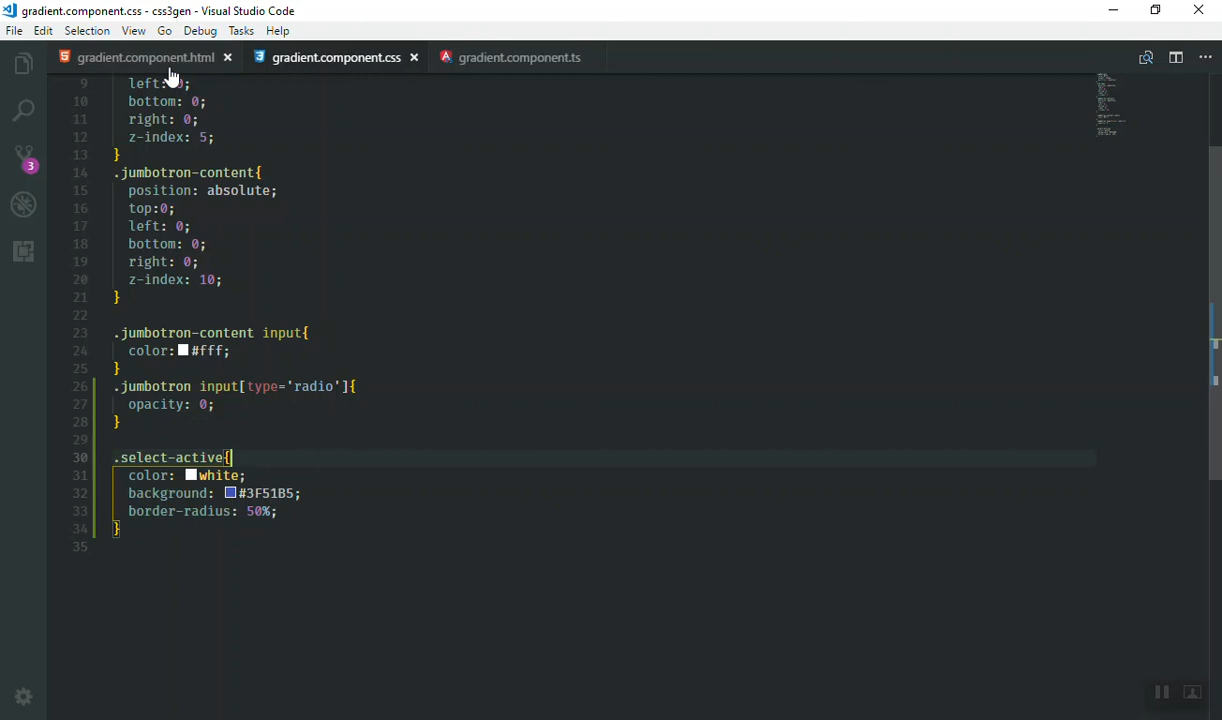 gradient.component.css - css3gen - Visual Studio Code
File Edit Selection View Go Debug Tasks Help
gradient.component.html gradient.component.css gradient.component.ts
9 left: 0;
10 bottom: 0;
11 right: 0;
12 z-index: 5;
13 }
14 .jumbotron-content{
15 position: absolute;
16 top:0;
17 left: 0;
18 bottom: 0;
19 right: 0;
20 z-index: 10;
21 }
22
23 .jumbotron-content input{
24 color: #fff;
25 }
26 .jumbotron input[type='radio']{
27 opacity: 0;
28 }
29
30 .select-active{
31 color: white;
32 background: #3F51B5;
33 border-radius: 50%;
34 }
35
3